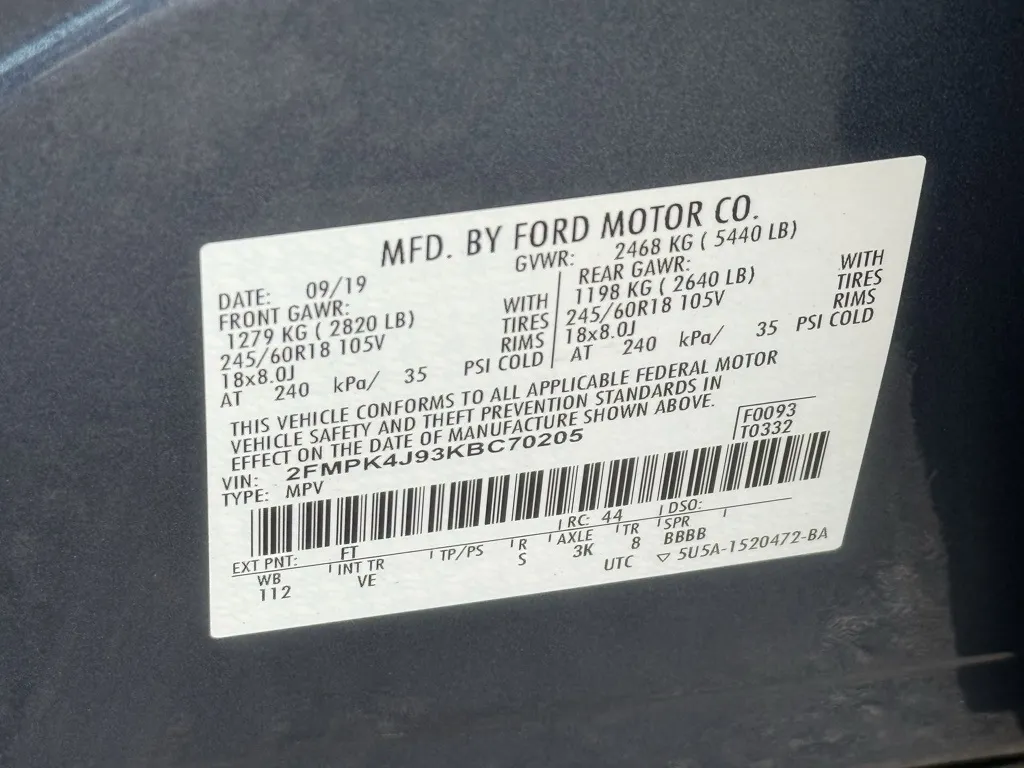 MFD. BY FORD MOTOR CO.
DATE: 09/19 GVWR: 2468 KG ( 5440 LB)
FRONT GAWR: REAR GAWR:
1279 KG ( 2820 LB) WITH 1198 KG ( 2640 LB) WITH
245/60R18 105V TIRES 245/60R18 105V TIRES
18x8.0J RIMS 18x8.0J RIMS
AT 240 kPa/ 35 PSI COLD AT 240 kPa/ 35 PSI COLD
THIS VEHICLE CONFORMS TO ALL APPLICABLE FEDERAL MOTOR
VEHICLE SAFETY AND THEFT PREVENTION STANDARDS IN
EFFECT ON THE DATE OF MANUFACTURE SHOWN ABOVE.
VIN: 2FMPK4J93KBC70205 F0093
TYPE: MPV T0332
EXT PNT: FT RC: 44 DSO:
WB INT TR TP/PS R AXLE TR SPR
112 VE S 3K 8 BBBB
UTC ▽ 5U5A-1520472-BA